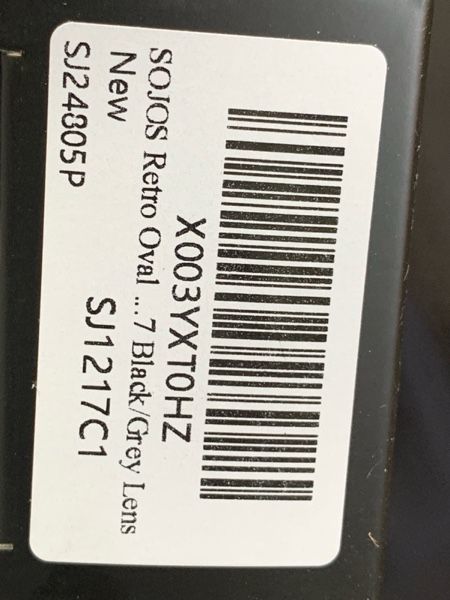 X003YXT0HZ
SOJOS Retro Oval ...7 Black/Grey Lens
New
SJ1217C1
SJ24805P